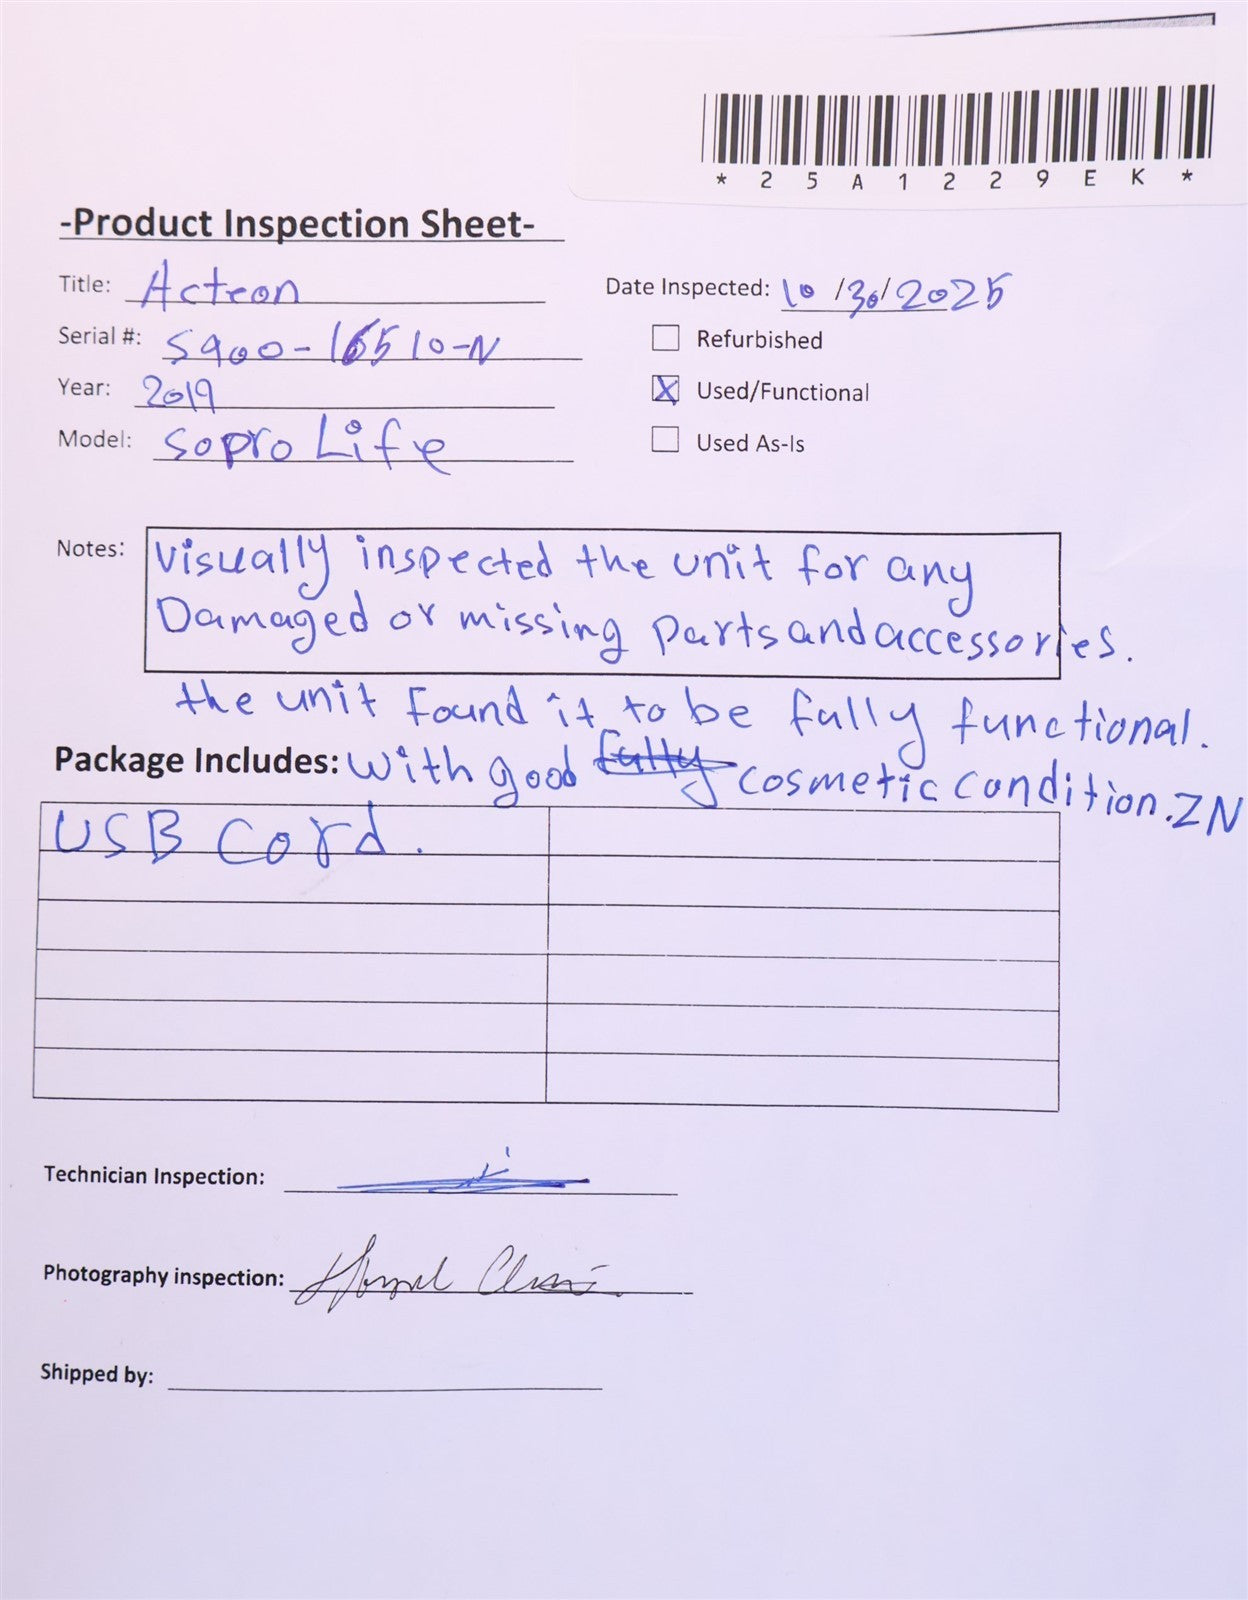 * 2 5 A 1 2 2 9 E K *
-Product Inspection Sheet-
Title: Acteon
Date Inspected: 10/30/2025
Serial #: S900-16510-N
Refurbished
Year: 2019
X Used/Functional
Model: Sopro Life
Used As-Is
Notes: Visually inspected the unit for any
Damaged or missing parts and accessories.
the unit found it to be fully functional.
Package Includes: with good fully cosmetic condition. ZN
USB Cord.
Technician Inspection:
Photography inspection:
Shipped by: